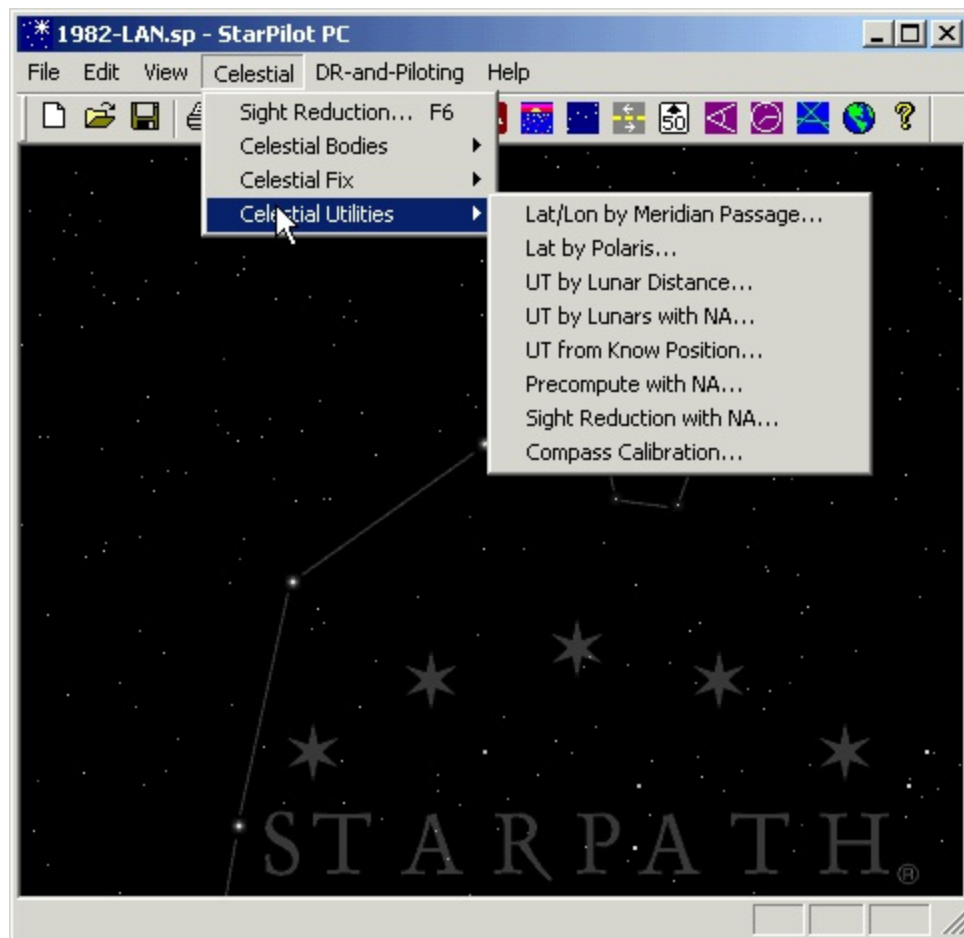 1982-LAN.sp - StarPilot PC
File Edit View Celestial DR-and-Piloting Help
50
Sight Reduction... F6
Celestial Bodies
Celestial Fix
Celestial Utilities
Lat/Lon by Meridian Passage...
Lat by Polaris...
UT by Lunar Distance...
UT by Lunars with NA...
UT from Know Position...
Precompute with NA...
Sight Reduction with NA...
Compass Calibration...
STARPATH®